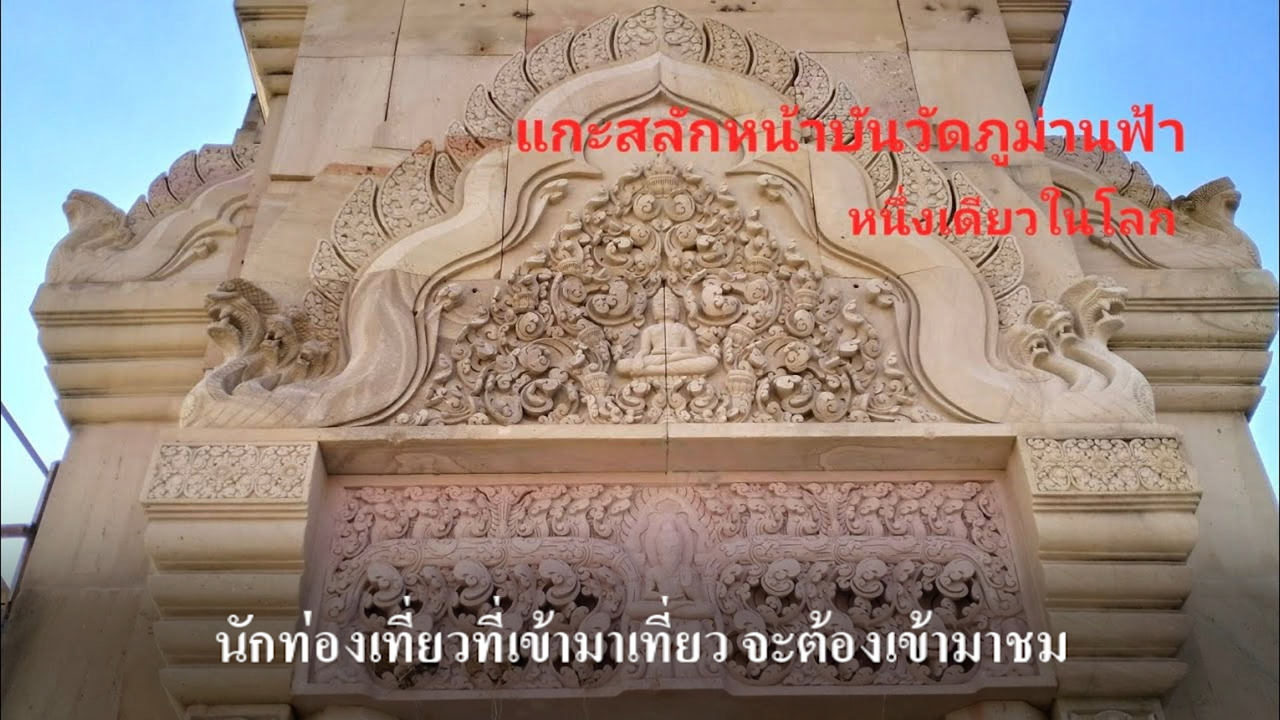 แกะสลักหน้าบันวัดภูม่านฟ้า
หนึ่งเดียวในโลก
นักท่องเที่ยวที่เข้ามาเที่ยว จะต้องเข้ามาชม